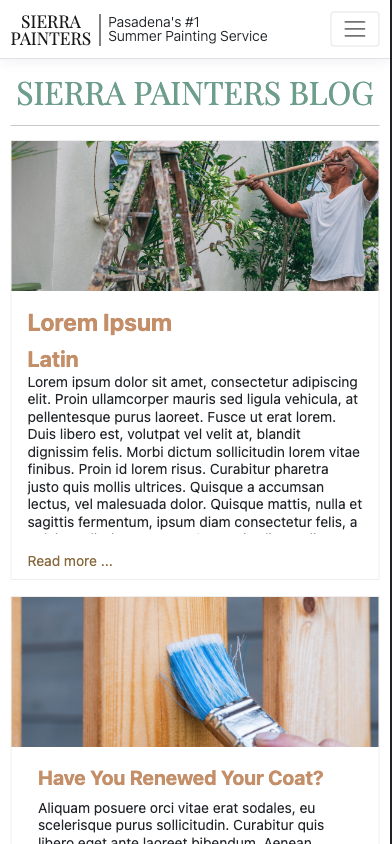 SIERRA
PAINTERS
Pasadena's #1
Summer Painting Service
SIERRA PAINTERS BLOG
Lorem Ipsum
Latin
Lorem ipsum dolor sit amet, consectetur adipiscing
elit. Proin ullamcorper mauris sed ligula vehicula, at
pellentesque purus laoreet. Fusce ut erat lorem.
Duis libero est, volutpat vel velit at, blandit
dignissim felis. Morbi dictum sollicitudin lorem vitae
finibus. Proin id lorem risus. Curabitur pharetra
justo quis mollis ultrices. Quisque a accumsan
lectus, vel malesuada dolor. Quisque mattis, nulla et
sagittis fermentum, ipsum diam consectetur felis, a
Read more ...
Have You Renewed Your Coat?
Aliquam posuere orci vitae erat sodales, eu
scelerisque purus sollicitudin. Curabitur quis
libero eget ante laoreet bibendum. Aenean